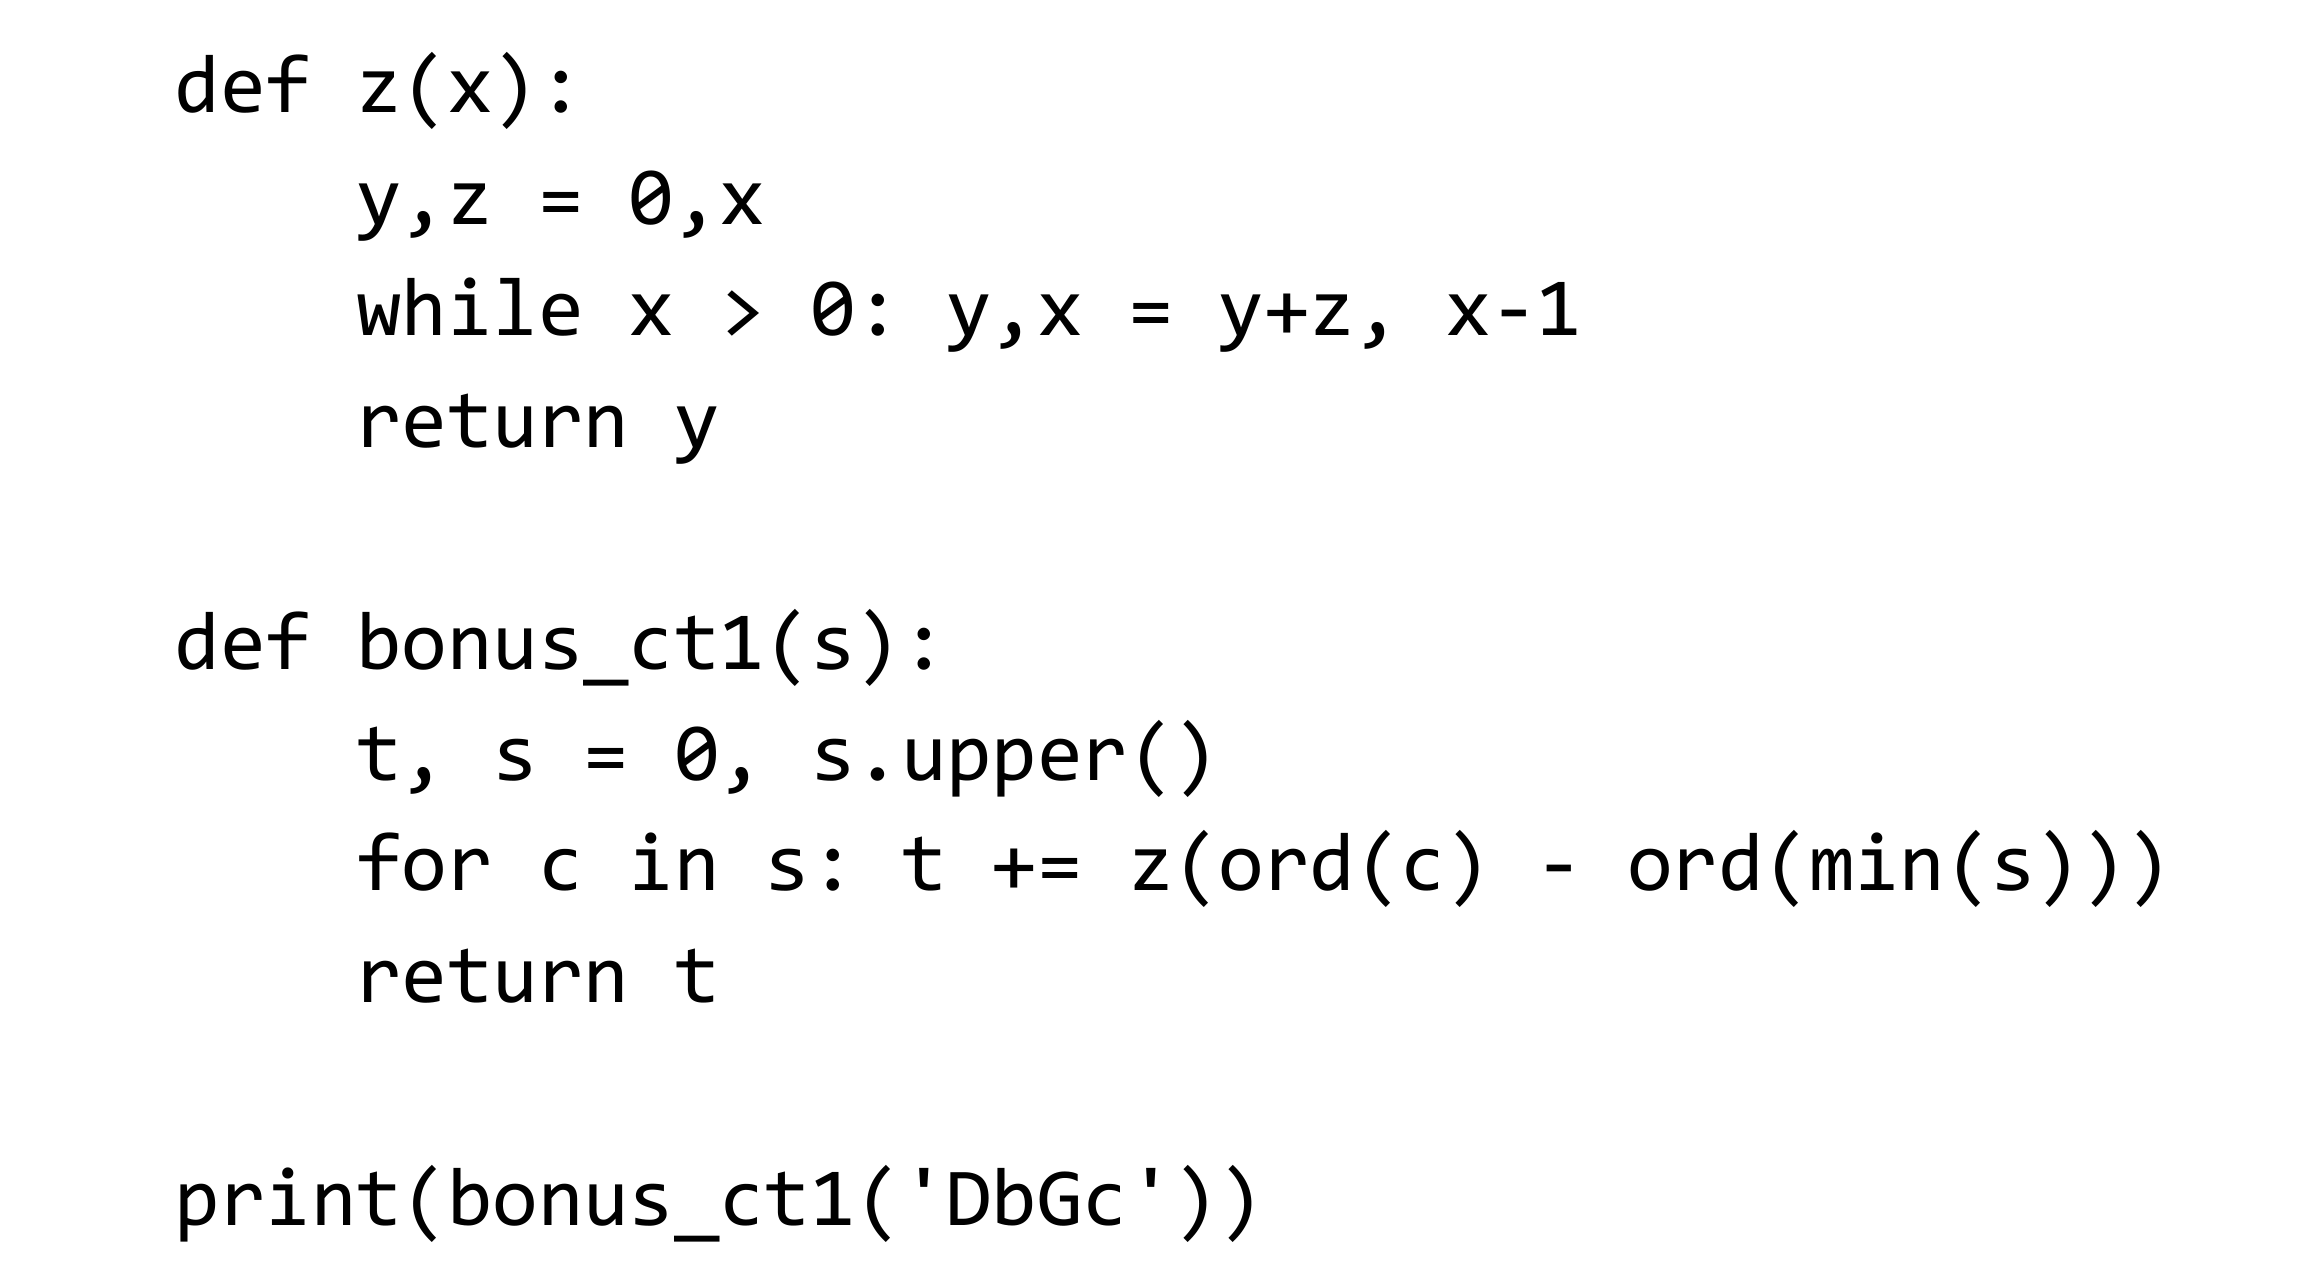 def z(x):
    y,z = 0,x
    while x > 0: y,x = y+z, x-1
    return y

def bonus_ct1(s):
    t, s = 0, s.upper()
    for c in s: t += z(ord(c) - ord(min(s)))
    return t

print(bonus_ct1('DbGc'))